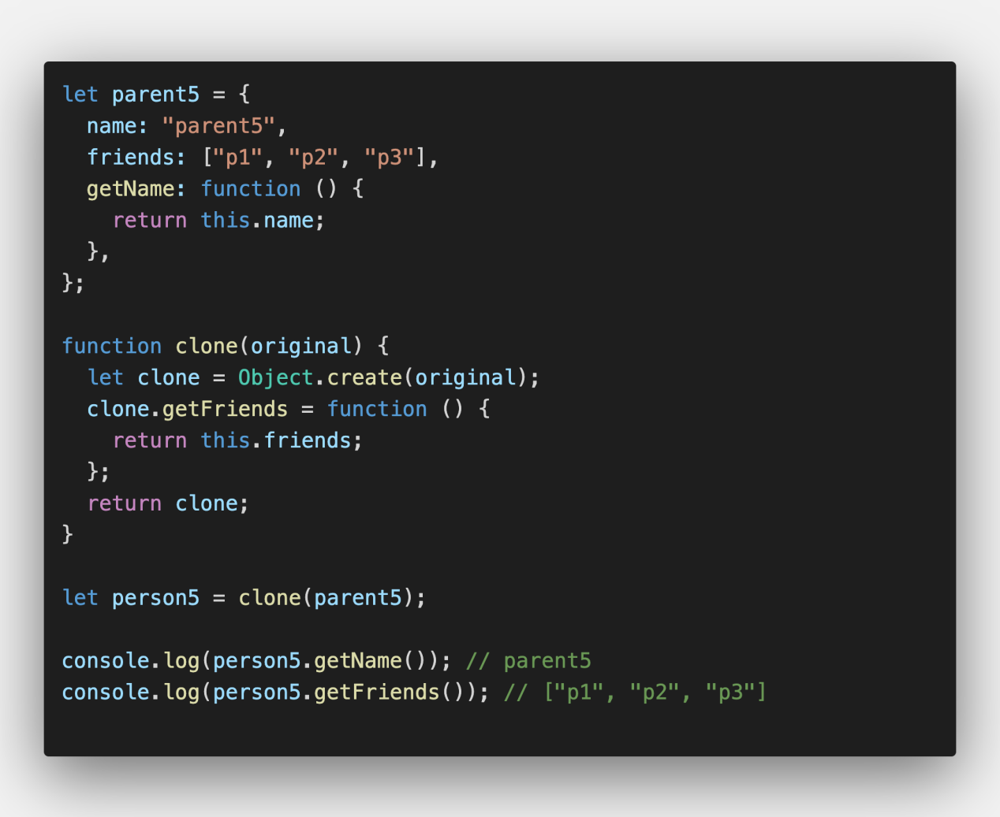 let parent5 = {
  name: "parent5",
  friends: ["p1", "p2", "p3"],
  getName: function () {
    return this.name;
  },
};

function clone(original) {
  let clone = Object.create(original);
  clone.getFriends = function () {
    return this.friends;
  };
  return clone;
}

let person5 = clone(parent5);

console.log(person5.getName()); // parent5
console.log(person5.getFriends()); // ["p1", "p2", "p3"]